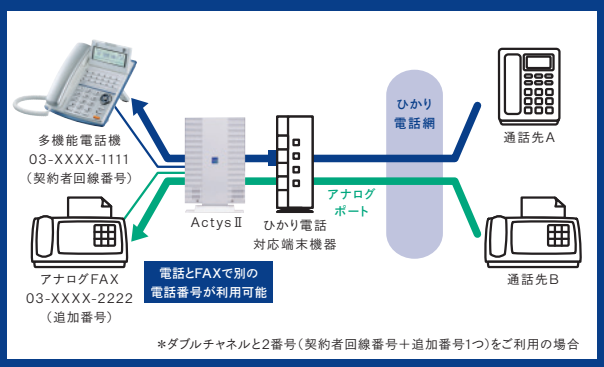 多機能電話機
03-XXXX-1111
（契約者回線番号）
ActysⅡ
ひかり電話
対応端末機器
アナログ
ポート
ひかり
電話網
通話先A
アナログFAX
03-XXXX-2222
（追加番号）
電話とFAXで別の
電話番号が利用可能
通話先B
＊ダブルチャネルと2番号（契約者回線番号＋追加番号1つ）をご利用の場合